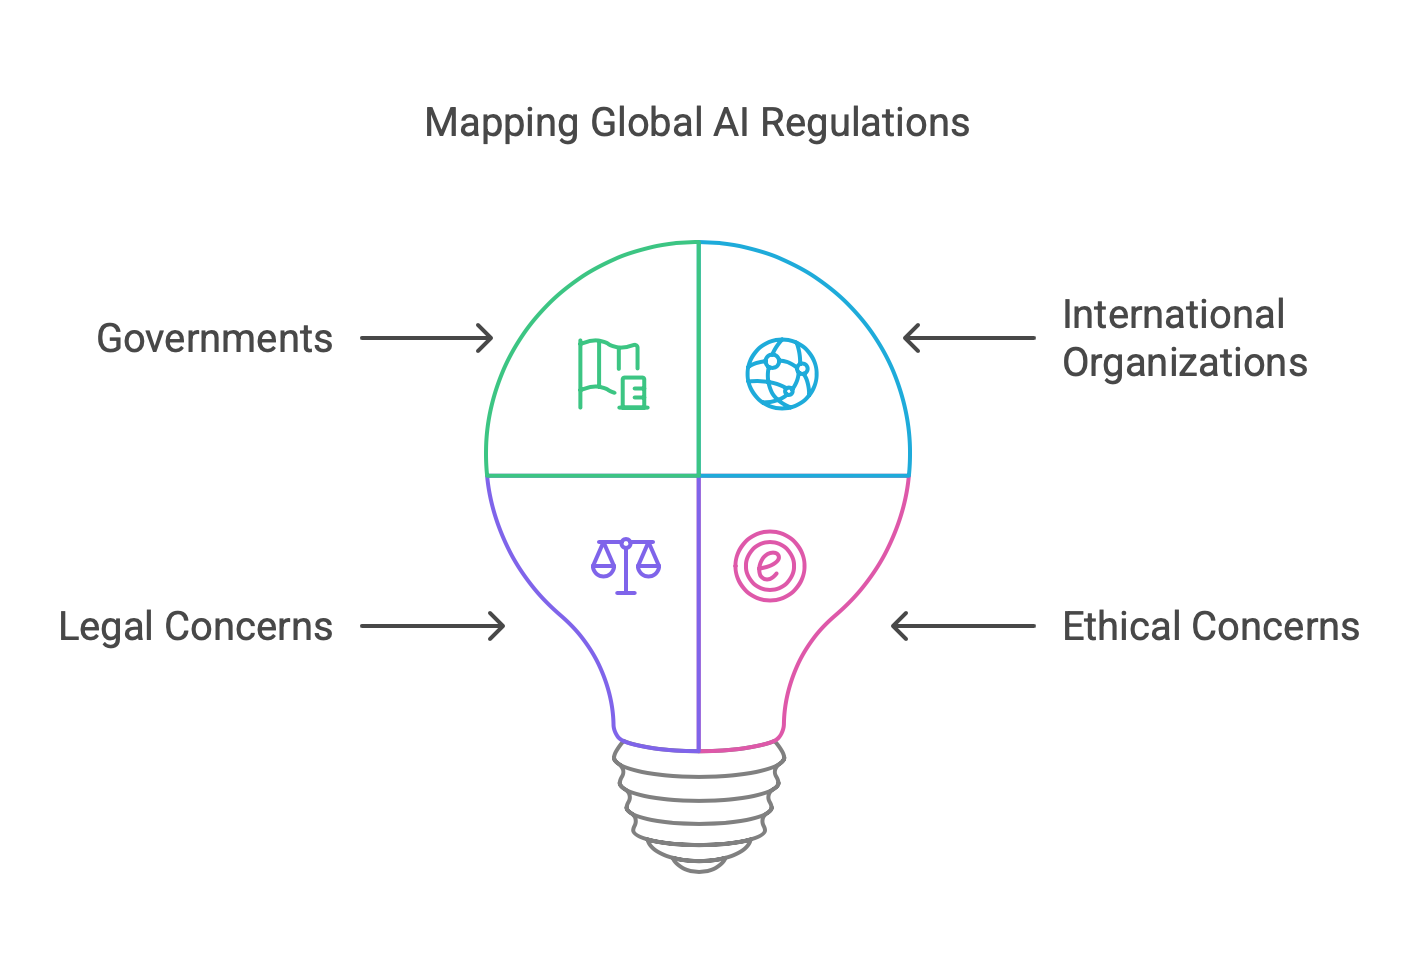 Mapping Global AI Regulations
Governments
International
Organizations
Legal Concerns
Ethical Concerns
e